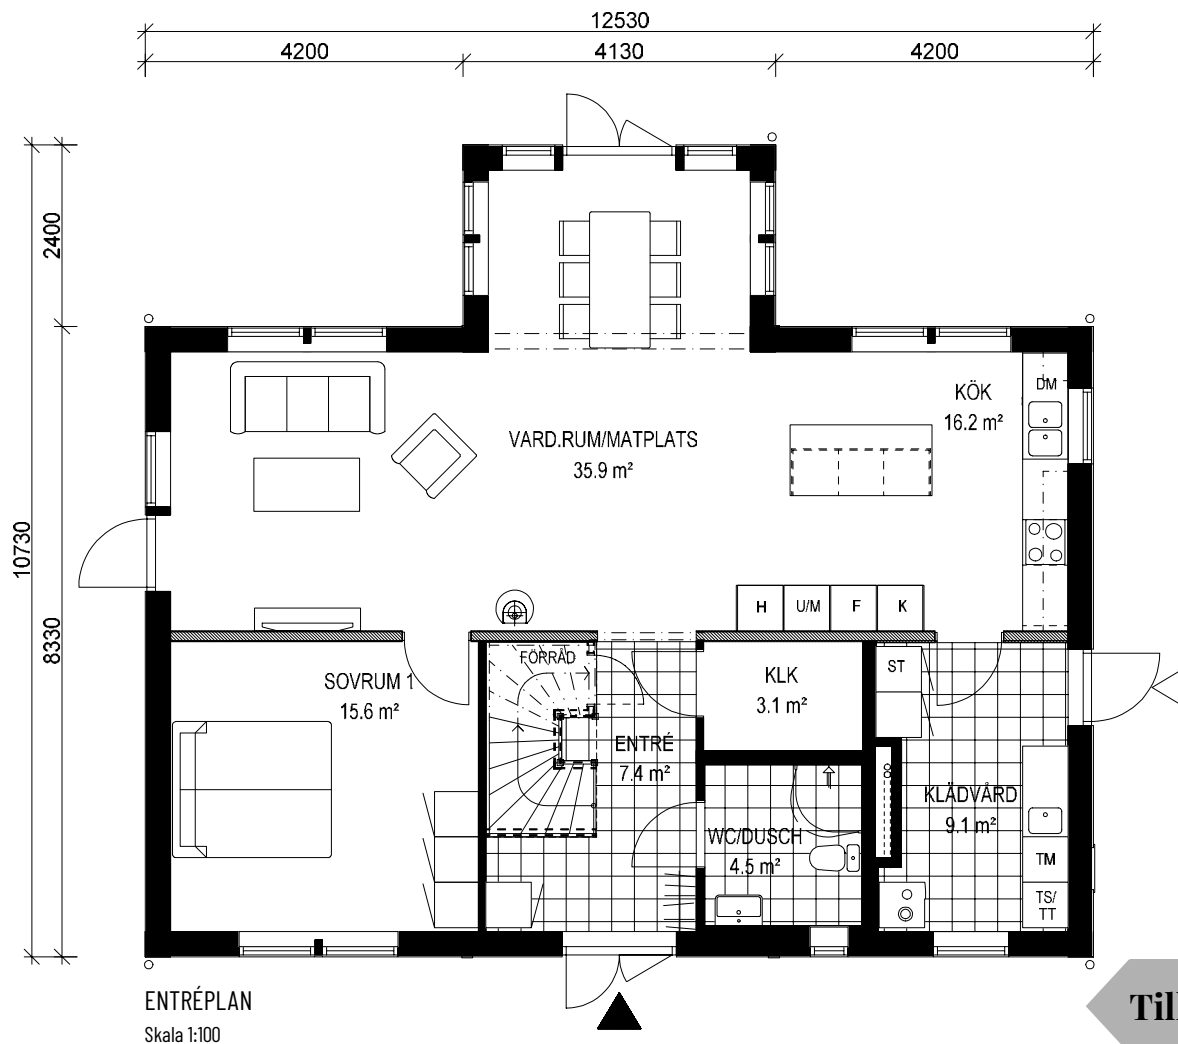 12530
4200
4130
4200
2400
10730
8330
DM
KÖK
16.2 m²
VARD.RUM/MATPLATS
35.9 m²
H
U/M
F
K
FÖRRÅD
SOVRUM 1
15.6 m²
KLK
3.1 m²
ST
ENTRÉ
7.4 m²
KLÄDVÅRD
9.1 m²
WC/DUSCH
4.5 m²
TM
TS/
TT
ENTRÉPLAN
Skala 1:100